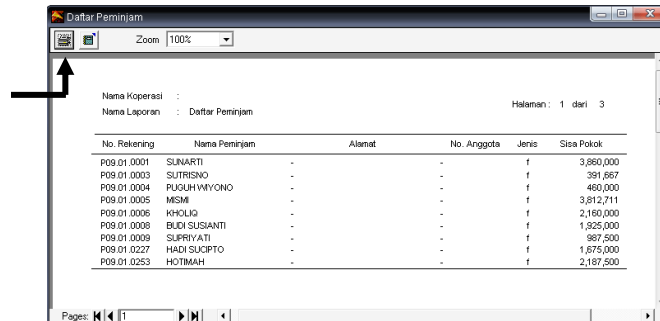 Daftar Peminjam
Zoom 100%
Nama Koperasi :
Nama Laporan : Daftar Peminjam
Halaman : 1 dari 3
No. Rekening Nama Peminjam Alamat No. Anggota Jenis Sisa Pokok
P09.01.0001 SUNARTI - - f 3,860,000
P09.01.0003 SUTRISNO - - f 391,667
P09.01.0004 PUGUH WIYONO - - f 460,000
P09.01.0005 MISMI - - f 3,812,711
P09.01.0006 KHOLIQ - - f 2,160,000
P09.01.0008 BUDI SUSIANTI - - f 1,925,000
P09.01.0009 SUPRIYATI - - f 987,500
P09.01.0227 HADI SUCIPTO - - f 1,675,000
P09.01.0253 HOTIMAH - - f 2,187,500
Pages: 1